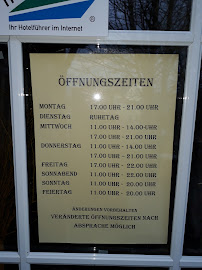 Ihr Hotelführer im Internet
®
ÖFFNUNGSZEITEN
MONTAG 17.00 UHR - 21.00 UHR
DIENSTAG RUHETAG
MITTWOCH 11.00 UHR - 14.00 UHR
17.00 UHR - 21.00 UHR
DONNERSTAG 11.00 UHR - 14.00 UHR
17.00 UHR - 21.00 UHR
FREITAG 17.00 UHR - 22.00 UHR
SONNABEND 11.00 UHR - 22.00 UHR
SONNTAG 11.00 UHR - 20.00 UHR
FEIERTAG 11.00 UHR - 20.00 UHR
ÄNDERUNGEN VORBEHALTEN
VERÄNDERTE ÖFFNUNGSZEITEN NACH
ABSPRACHE MÖGLICH